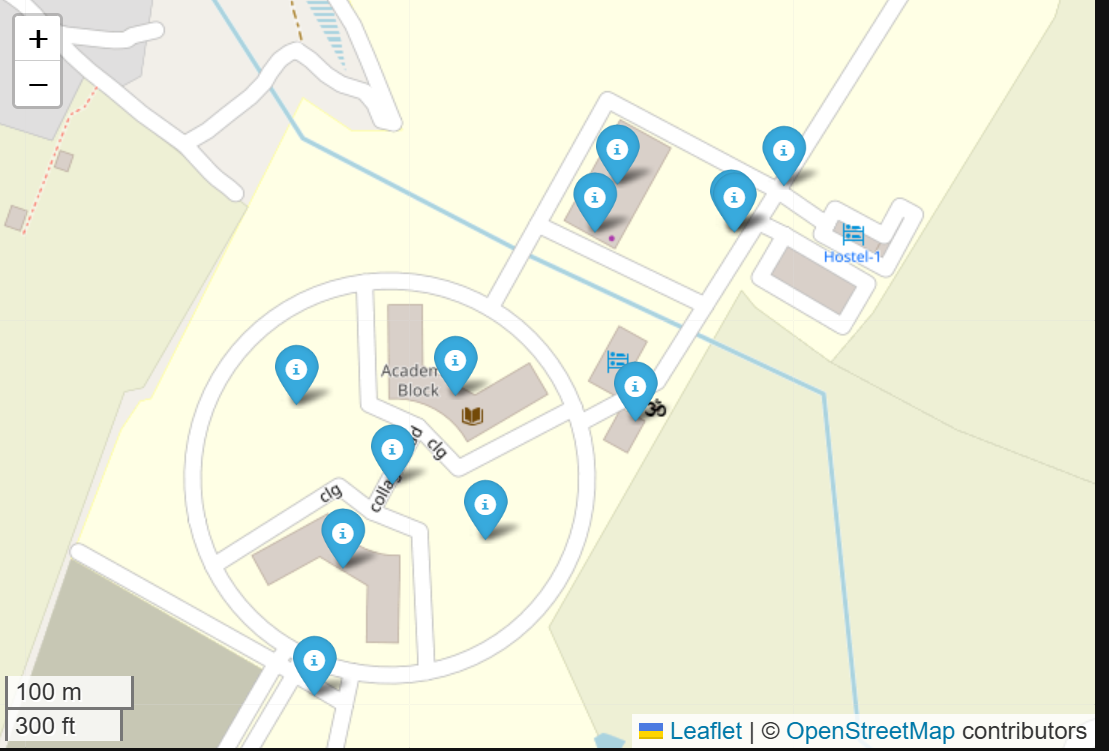 +
−
Hostel-1
Academ
Block
clg
clg
colla
100 m
300 ft
ॐ
Leaflet | © OpenStreetMap contributors